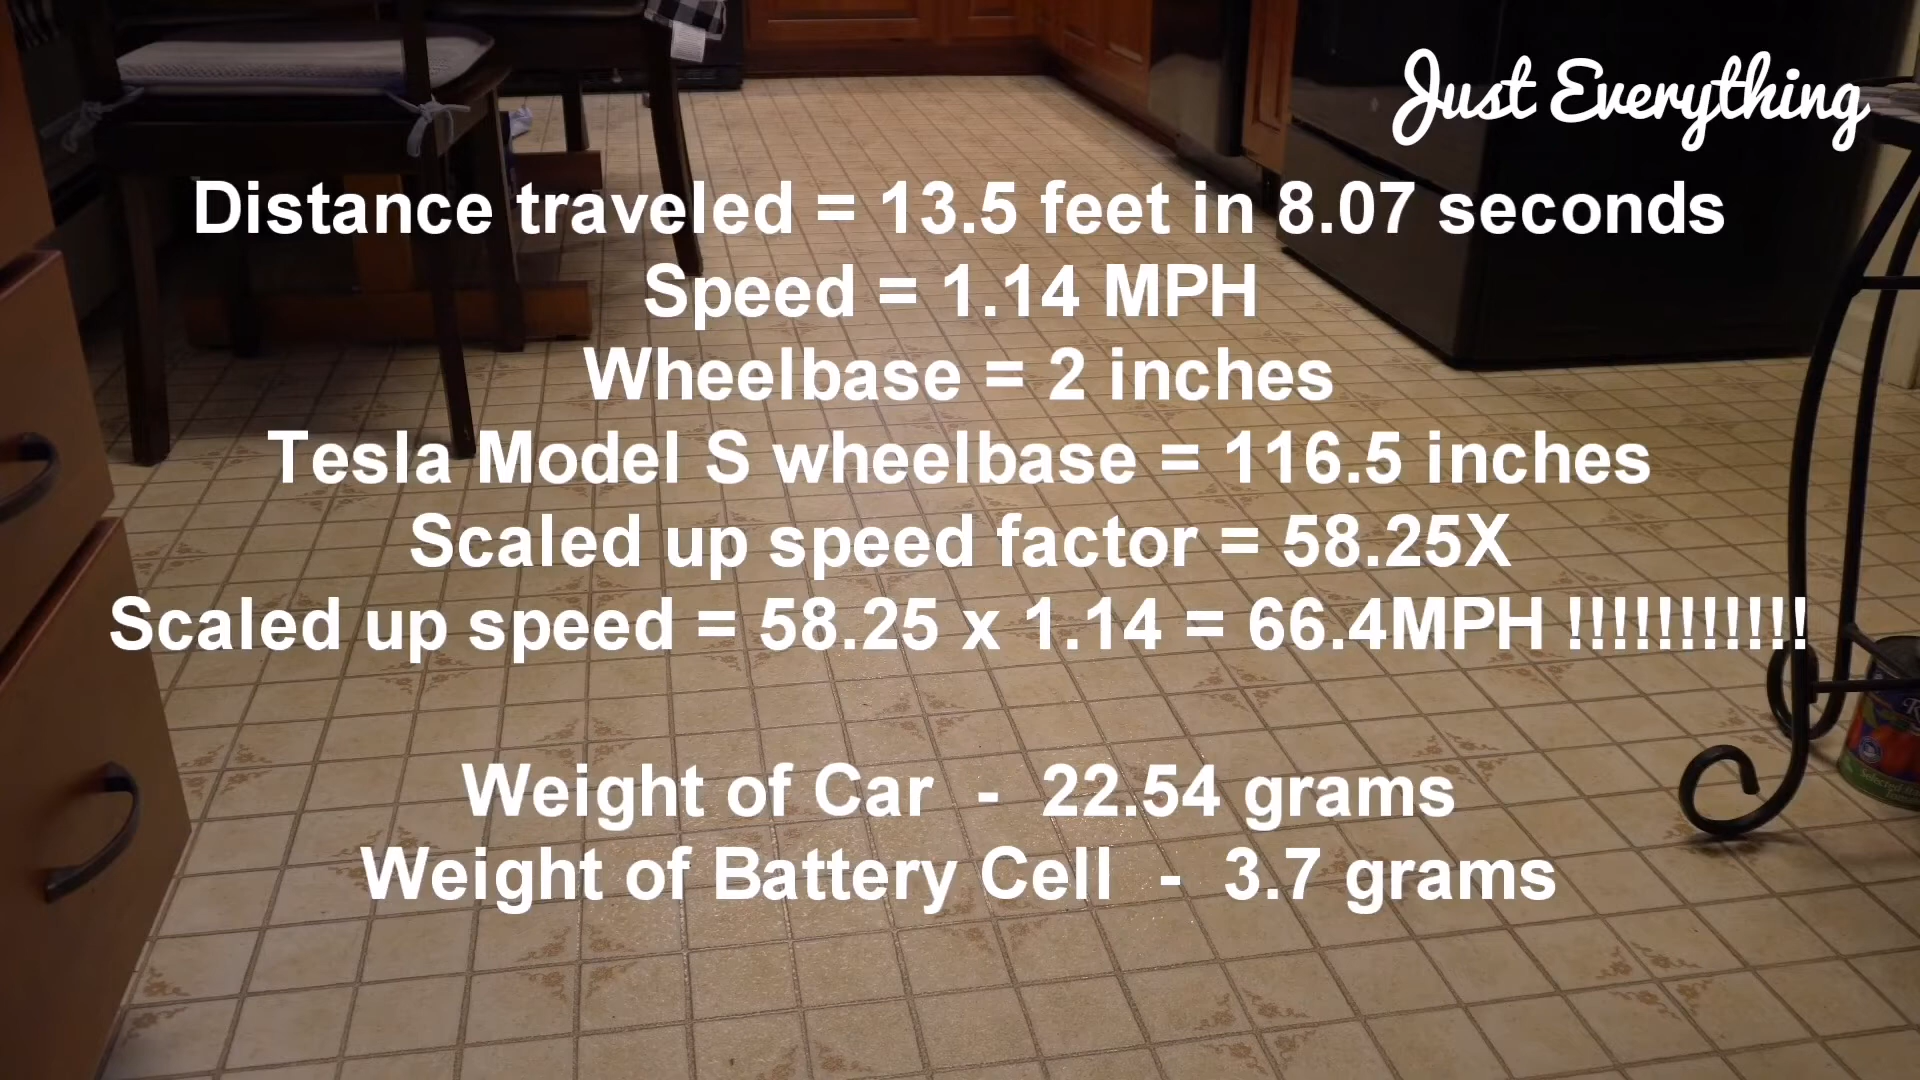 Just Everything
Distance traveled = 13.5 feet in 8.07 seconds
Speed = 1.14 MPH
Wheelbase = 2 inches
Tesla Model S wheelbase = 116.5 inches
Scaled up speed factor = 58.25X
Scaled up speed = 58.25 x 1.14 = 66.4MPH !!!!!!!!!!!
Weight of Car - 22.54 grams
Weight of Battery Cell - 3.7 grams